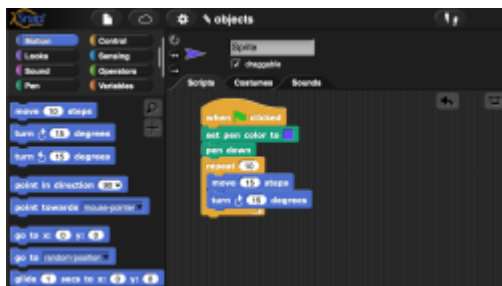 Snap!
objects
Motion Control
Looks Sensing
Sound Operators
Pen Variables
Sprite
draggable
Scripts Costumes Sounds
move 10 steps
turn 15 degrees
turn 15 degrees
point in direction 90
point towards mouse-pointer
go to x: 0 y: 0
go to random position
glide 1 secs to x: 0 y: 0
when clicked
set pen color to
pen down
repeat 10
move 15 steps
turn 15 degrees